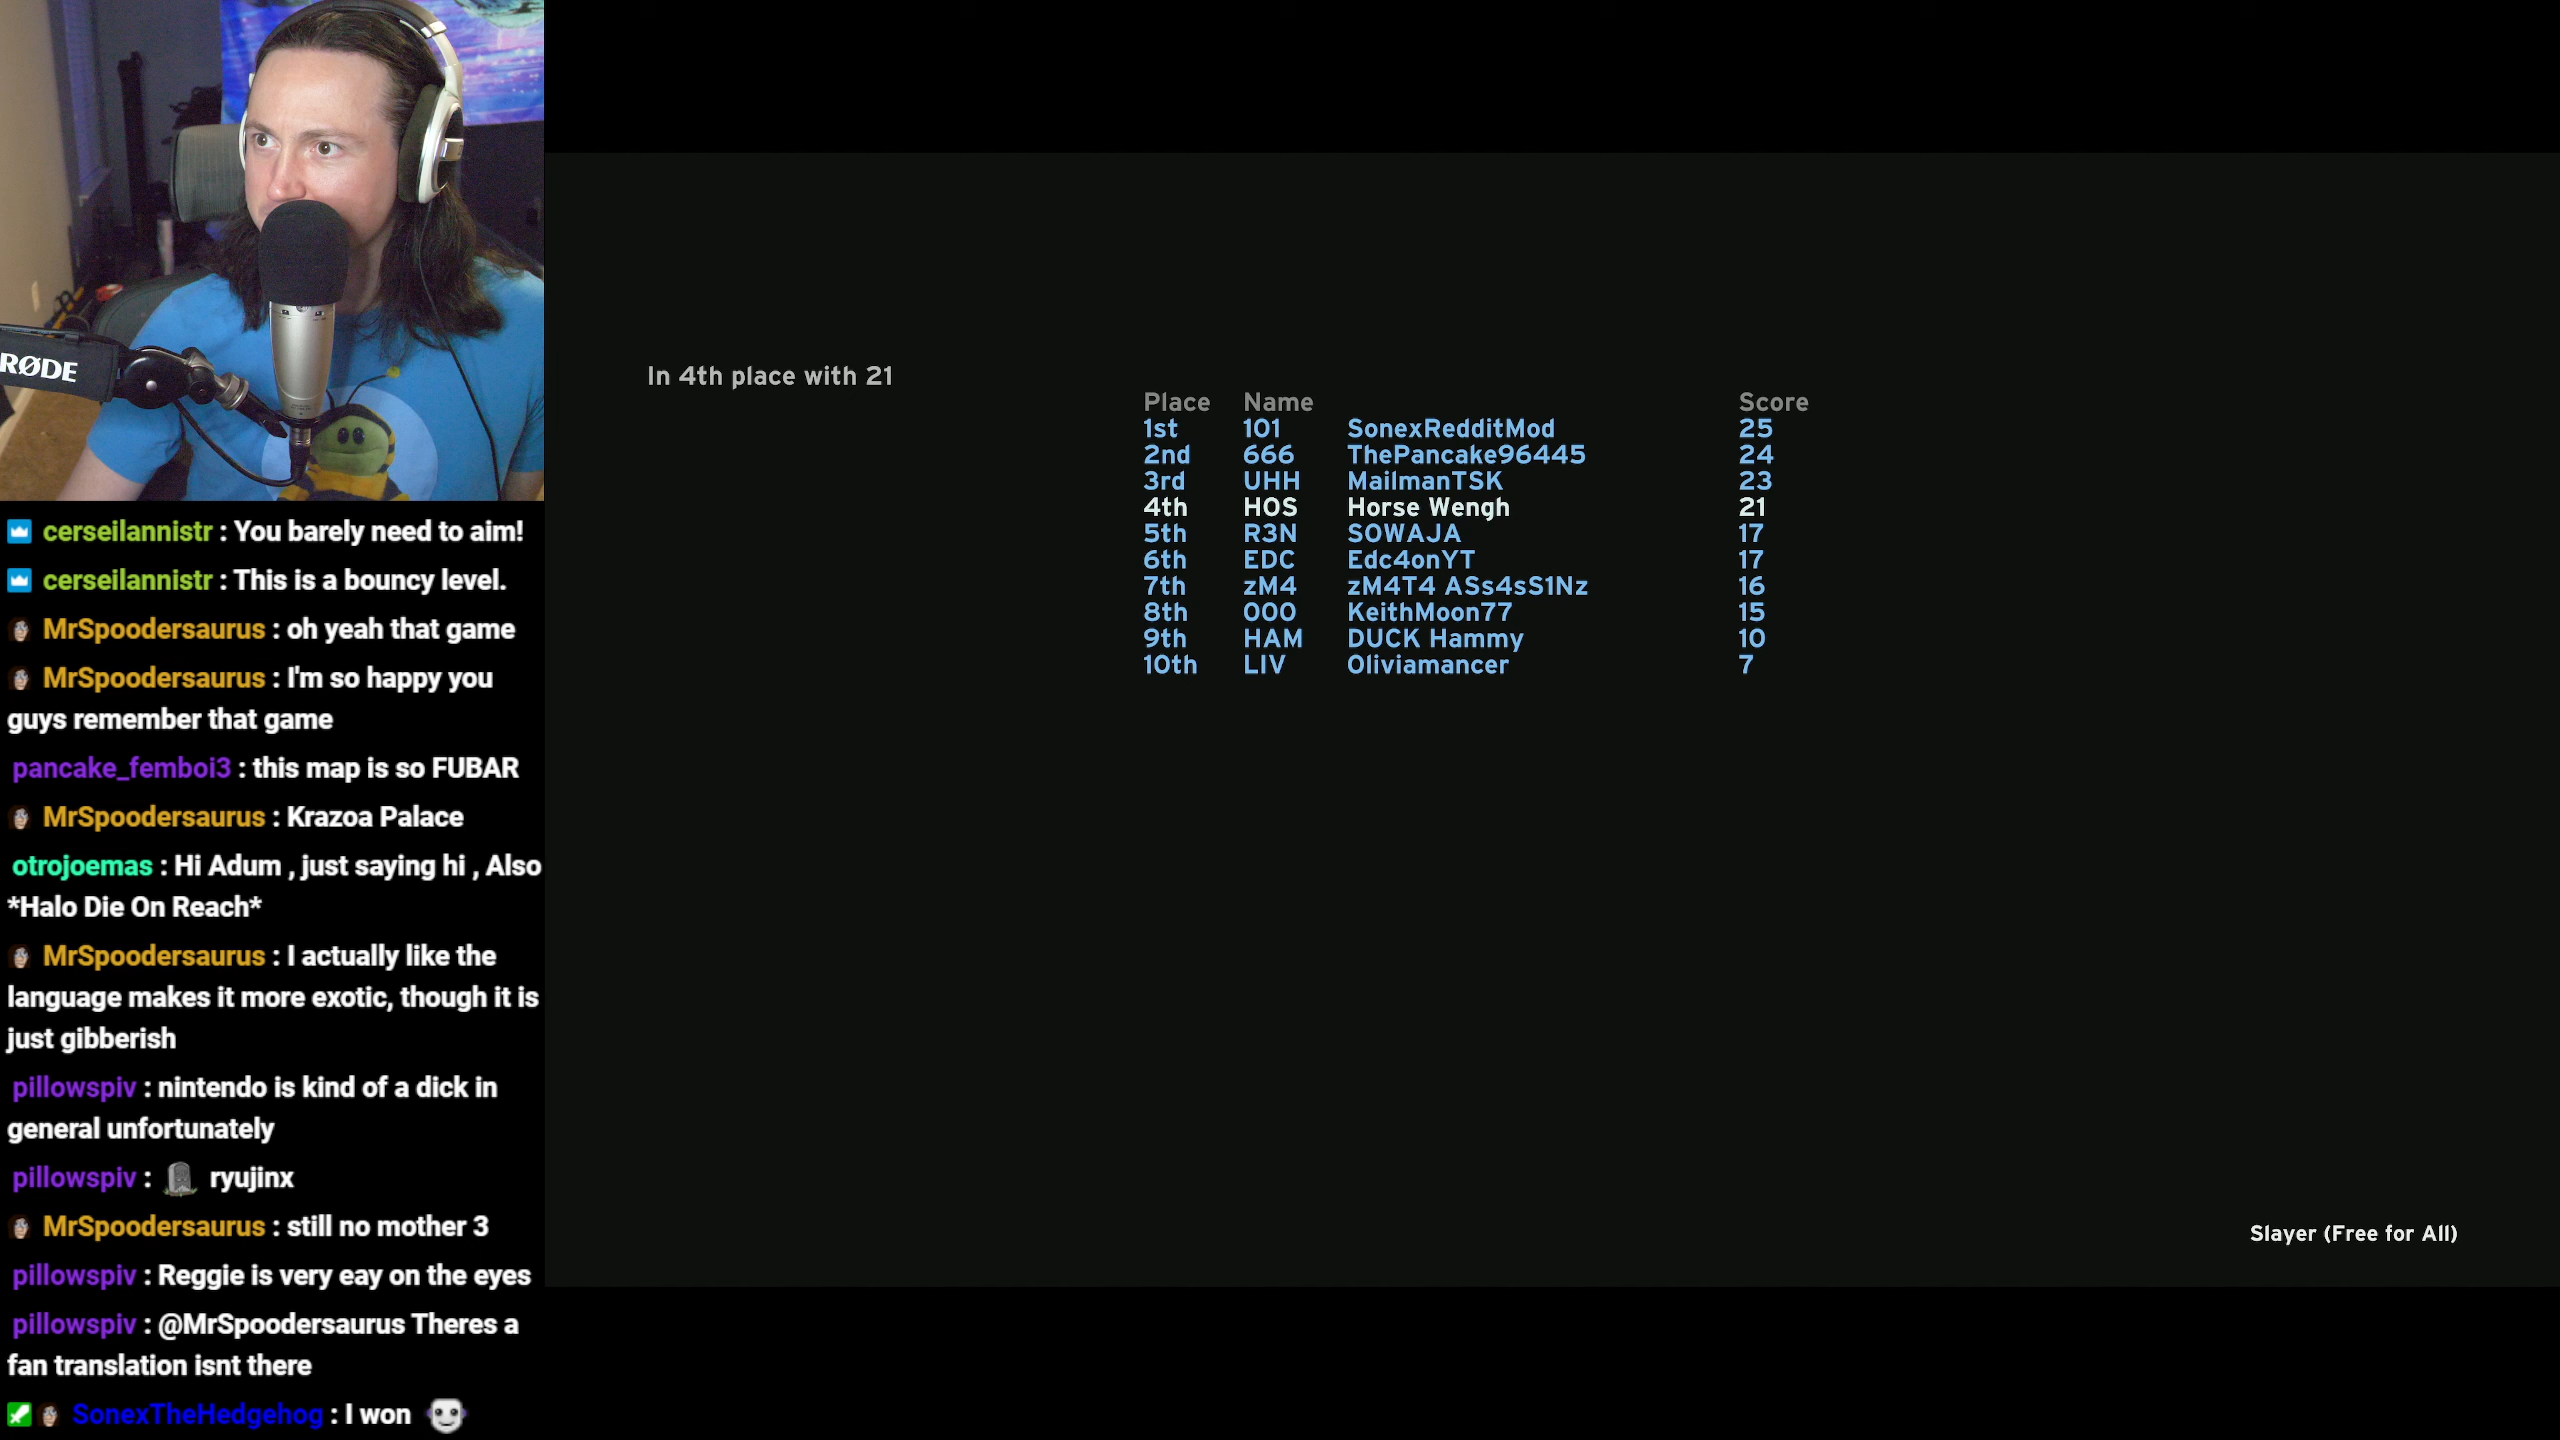 RØDE
cerseilannistr : You barely need to aim!
cerseilannistr : This is a bouncy level.
MrSpoodersaurus : oh yeah that game
MrSpoodersaurus : I'm so happy you
guys remember that game
pancake_femboi3 : this map is so FUBAR
MrSpoodersaurus : Krazoa Palace
otrojoemas : Hi Adum , just saying hi , Also
*Halo Die On Reach*
MrSpoodersaurus : I actually like the
language makes it more exotic, though it is
just gibberish
pillowspiv : nintendo is kind of a dick in
general unfortunately
pillowspiv : ryujinx
MrSpoodersaurus : still no mother 3
pillowspiv : Reggie is very eay on the eyes
pillowspiv : @MrSpoodersaurus Theres a
fan translation isnt there
SonexTheHedgehog : I won
In 4th place with 21
Place Name Score
1st 101 SonexRedditMod 25
2nd 666 ThePancake96445 24
3rd UHH MailmanTSK 23
4th HOS Horse Wengh 21
5th R3N SOWAJA 17
6th EDC Edc4onYT 17
7th zM4 zM4T4 ASs4sS1Nz 16
8th 000 KeithMoon77 15
9th HAM DUCK Hammy 10
10th LIV Oliviamancer 7
Slayer (Free for All)